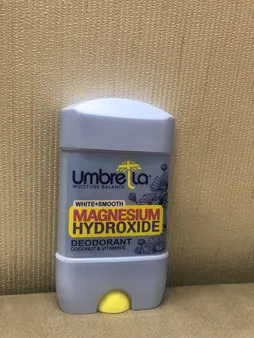 Umbrella
MOISTURE BALANCE
WHITE+SMOOTH
MAGNESIUM
HYDROXIDE
DEODORANT
COCONUT & VITAMIN E